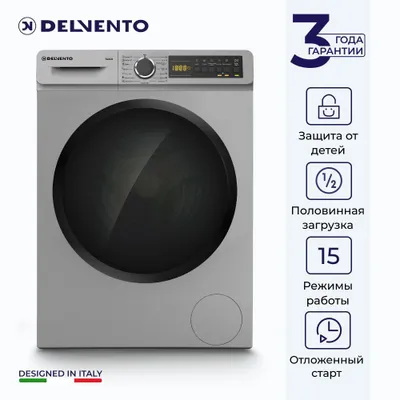 DELVENTO
3 ГОДА
ГАРАНТИИ
DELVENTO
Защита от
детей
1/2
Половинная
загрузка
15
Режимы
работы
Отложенный
старт
DESIGNED IN ITALY